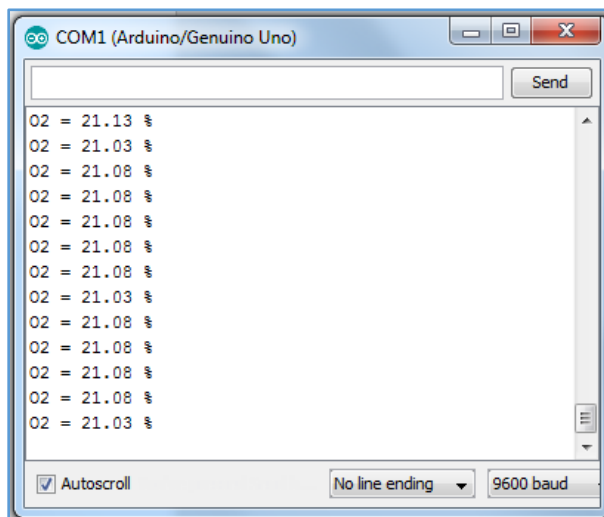 COM1 (Arduino/Genuino Uno)
Send
O2 = 21.13 %
O2 = 21.03 %
O2 = 21.08 %
O2 = 21.08 %
O2 = 21.08 %
O2 = 21.08 %
O2 = 21.08 %
O2 = 21.03 %
O2 = 21.08 %
O2 = 21.08 %
O2 = 21.08 %
O2 = 21.08 %
O2 = 21.03 %
Autoscroll No line ending 9600 baud